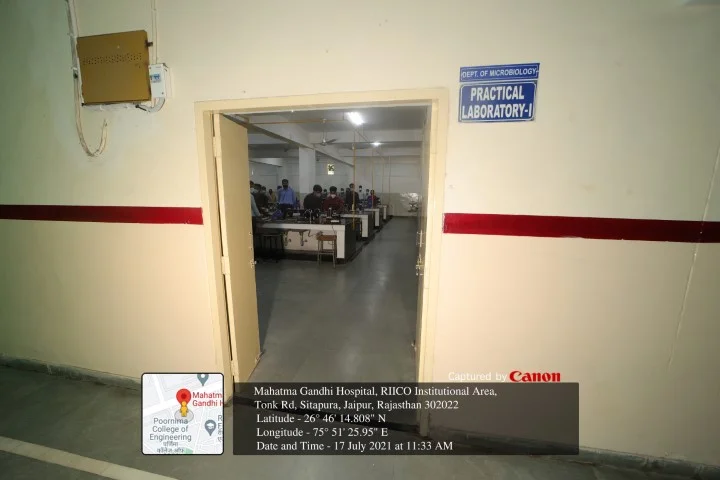 DEPT. OF MICROBIOLOGY
PRACTICAL
LABORATORY-I
Captured by Canon
Mahatma Gandhi Hospital, RIICO Institutional Area,
Tonk Rd, Sitapura, Jaipur, Rajasthan 302022
Latitude - 26° 46' 14.808" N
Longitude - 75° 51' 25.95" E
Date and Time - 17 July 2021 at 11:33 AM
Mahatm
Gandhi H
Poornima
College of
Engineering